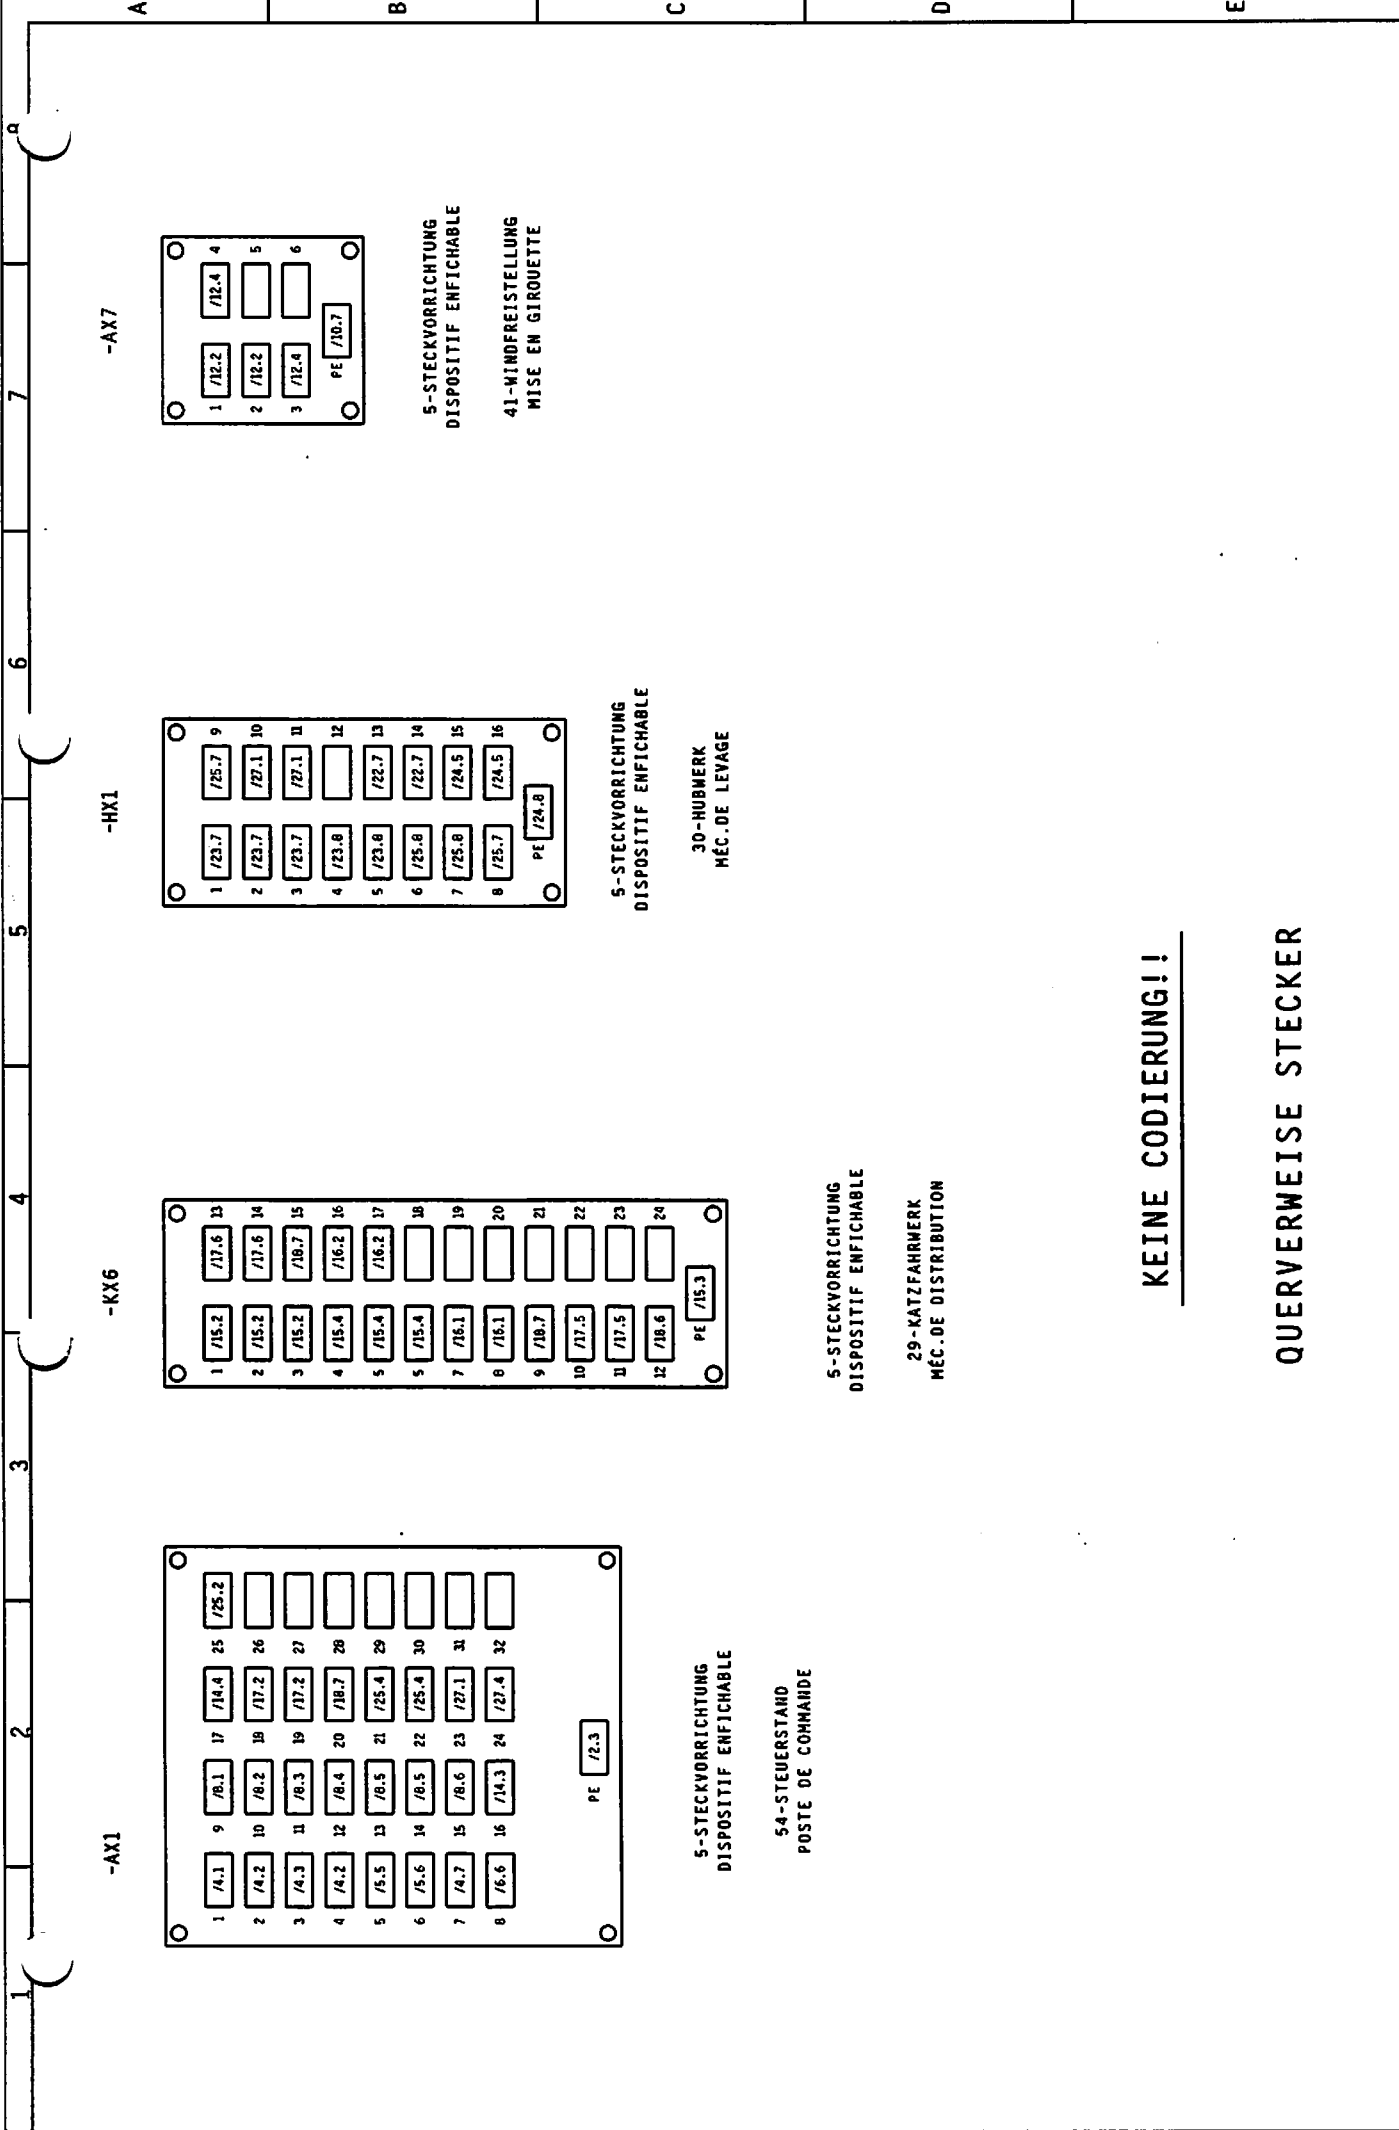 1 2 3 4 5 6 7 8
A
B
C
D
E
-AX1
1 /4.1 9 /8.1 17 /14.4 25 /25.2
2 /4.2 10 /8.2 18 /17.2 26
3 /4.3 11 /8.3 19 /17.2 27
4 /4.2 12 /8.4 20 /18.7 28
5 /5.5 13 /8.5 21 /25.4 29
6 /5.6 14 /8.5 22 /25.4 30
7 /4.7 15 /8.6 23 /27.1 31
8 /6.6 16 /14.3 24 /27.4 32
PE /2.3
5-STECKVORRICHTUNG
DISPOSITIF ENFICHABLE
54-STEUERSTAND
POSTE DE COMMANDE
-KX6
1 /15.2 /17.6 13
2 /15.2 /17.6 14
3 /15.2 /18.7 15
4 /15.4 /16.2 16
5 /15.4 /16.2 17
5 /15.4 18
7 /16.1 19
8 /16.1 20
9 /18.7 21
10 /17.5 22
11 /17.5 23
12 /18.6 24
PE /15.3
5-STECKVORRICHTUNG
DISPOSITIF ENFICHABLE
29-KATZFAHRWERK
MÉC.DE DISTRIBUTION
-HX1
1 /23.7 /25.7 9
2 /23.7 /27.1 10
3 /23.7 /27.1 11
4 /23.8 12
5 /23.8 /22.7 13
6 /25.8 /22.7 14
7 /25.8 /24.5 15
8 /25.7 /24.5 16
PE /24.8
5-STECKVORRICHTUNG
DISPOSITIF ENFICHABLE
30-HUBWERK
MÉC.DE LEVAGE
-AX7
1 /12.2 /12.4 4
2 /12.2 5
3 /12.4 6
PE /10.7
5-STECKVORRICHTUNG
DISPOSITIF ENFICHABLE
41-WINDFREISTELLUNG
MISE EN GIROUETTE
KEINE CODIERUNG!!
QUERVERWEISE STECKER